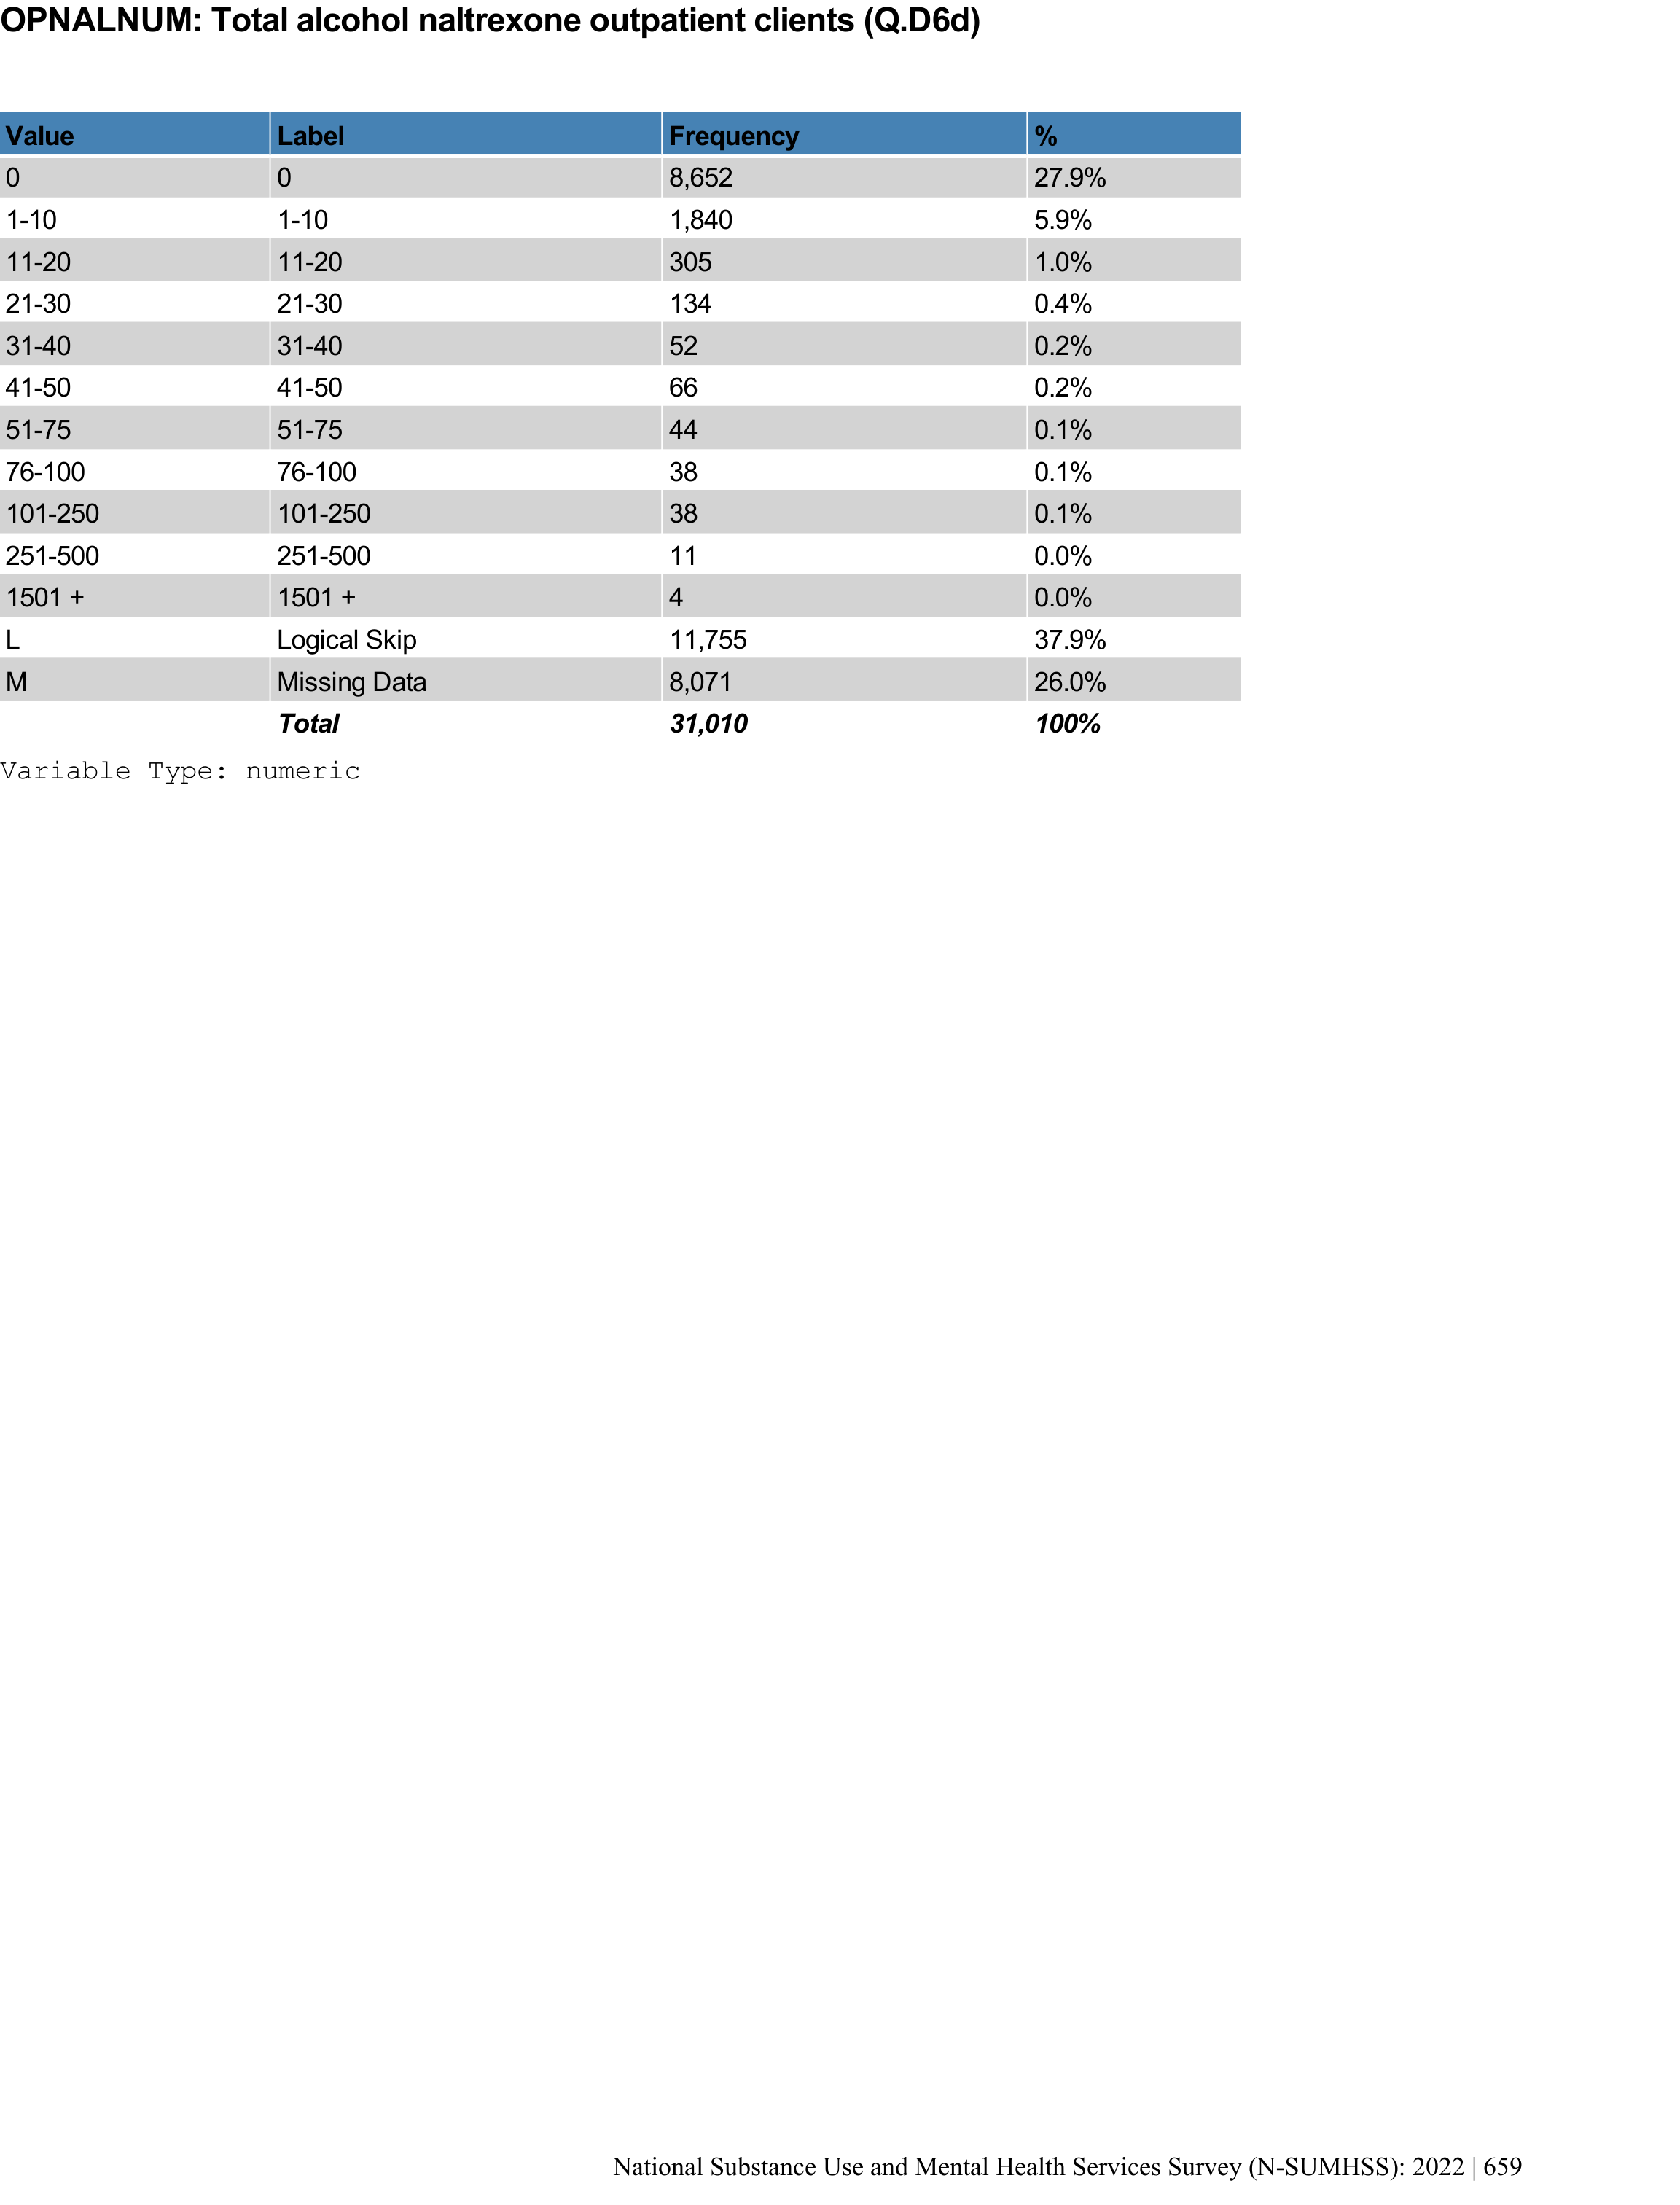 OPNALNUM: Total alcohol naltrexone outpatient clients (Q.D6d)
Value Label Frequency %
0 0 8,652 27.9%
1-10 1-10 1,840 5.9%
11-20 11-20 305 1.0%
21-30 21-30 134 0.4%
31-40 31-40 52 0.2%
41-50 41-50 66 0.2%
51-75 51-75 44 0.1%
76-100 76-100 38 0.1%
101-250 101-250 38 0.1%
251-500 251-500 11 0.0%
1501 + 1501 + 4 0.0%
L Logical Skip 11,755 37.9%
M Missing Data 8,071 26.0%
Total 31,010 100%
Variable Type: numeric
National Substance Use and Mental Health Services Survey (N-SUMHSS): 2022 | 659